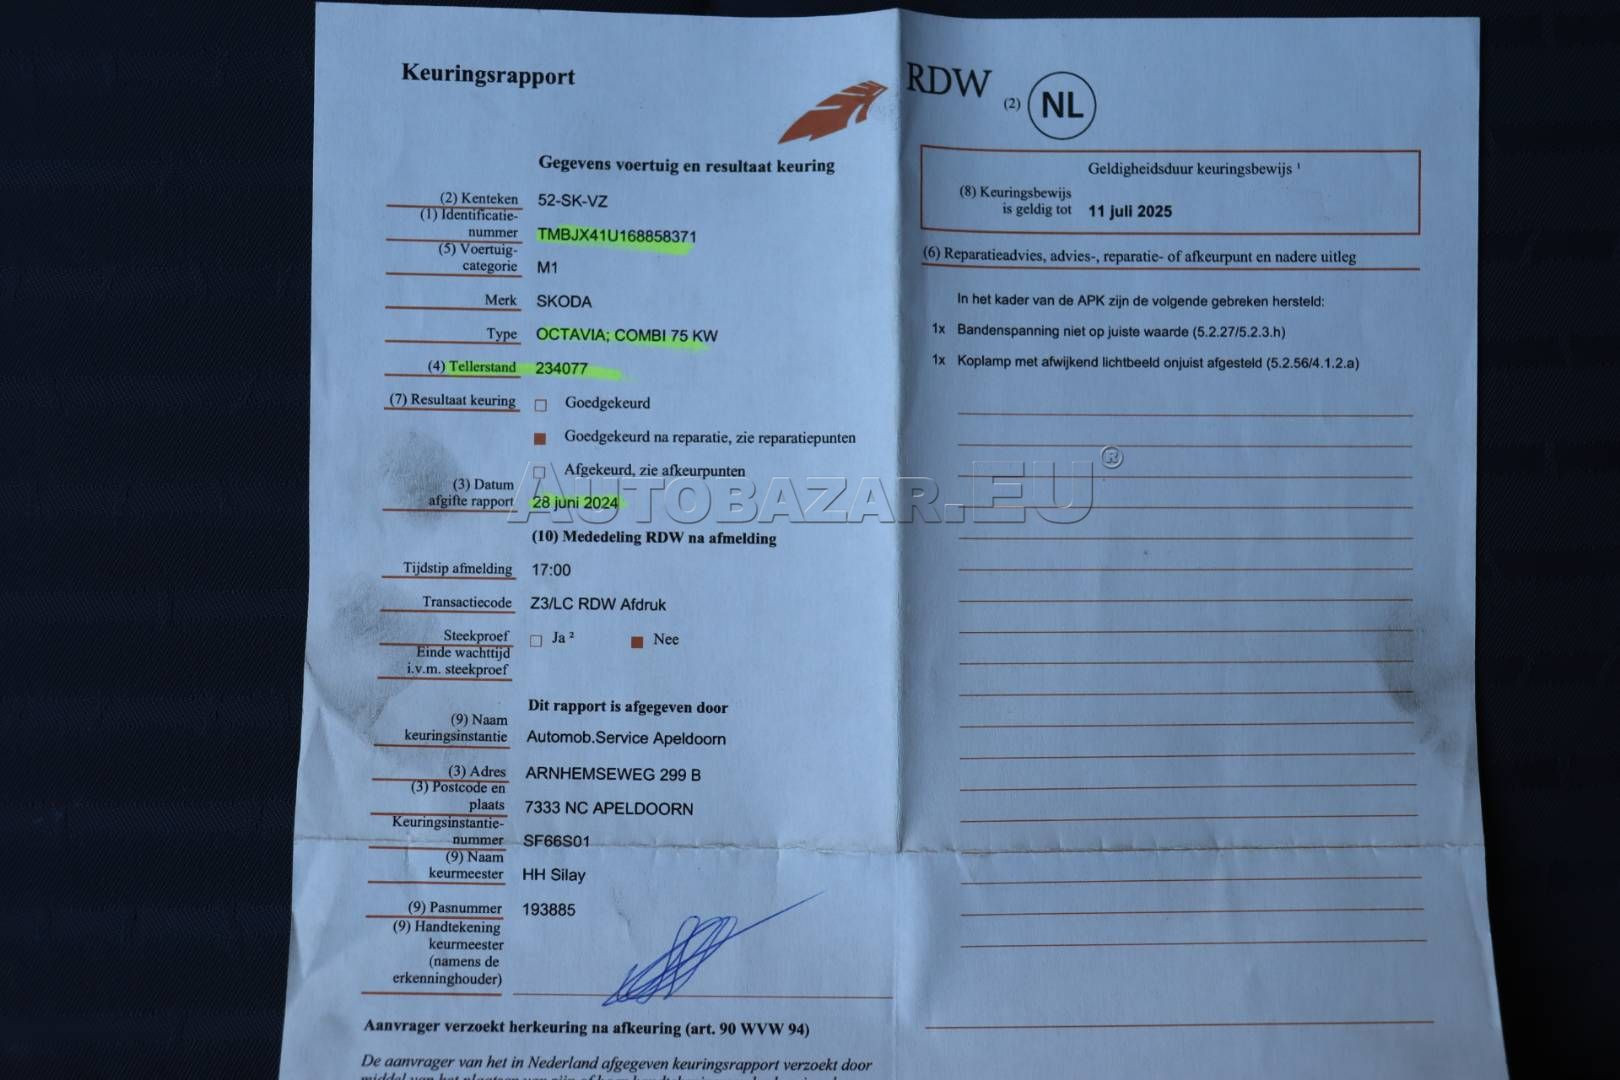 Keuringsrapport
RDW
(2) NL
Gegevens voertuig en resultaat keuring
(2) Kenteken 52-SK-VZ
(1) Identificatie-
nummer TMBJX41U168858371
(5) Voertuig-
categorie M1
Merk SKODA
Type OCTAVIA; COMBI 75 KW
(4) Tellerstand 234077
(7) Resultaat keuring Goedgekeurd
Goedgekeurd na reparatie, zie reparatiepunten
Afgekeurd, zie afkeurpunten
(3) Datum
afgifte rapport 28 juni 2024
(10) Mededeling RDW na afmelding
Tijdstip afmelding 17:00
Transactiecode Z3/LC RDW Afdruk
Steekproef Ja ² Nee
Einde wachttijd
i.v.m. steekproef
Dit rapport is afgegeven door
(9) Naam
keuringsinstantie Automob.Service Apeldoorn
(3) Adres ARNHEMSEWEG 299 B
(3) Postcode en
plaats 7333 NC APELDOORN
Keuringsinstantie-
nummer SF66S01
(9) Naam
keurmeester HH Silay
(9) Pasnummer 193885
(9) Handtekening
keurmeester
(namens de
erkenninghouder)
Aanvrager verzoekt herkeuring na afkeuring (art. 90 WVW 94)
De aanvrager van het in Nederland afgegeven keuringsrapport verzoekt door
Geldigheidsduur keuringsbewijs ¹
(8) Keuringsbewijs
is geldig tot 11 juli 2025
(6) Reparatieadvies, advies-, reparatie- of afkeurpunt en nadere uitleg
In het kader van de APK zijn de volgende gebreken hersteld:
1x Bandenspanning niet op juiste waarde (5.2.27/5.2.3.h)
1x Koplamp met afwijkend lichtbeeld onjuist afgesteld (5.2.56/4.1.2.a)
AUTOBAZAR.EU®